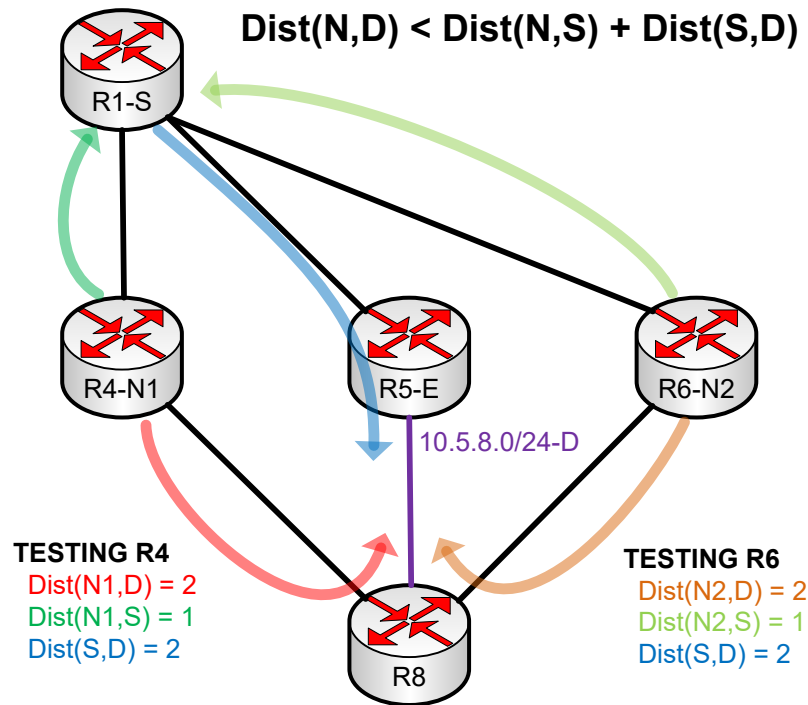 Dist(N,D) < Dist(N,S) + Dist(S,D)
R1-S
R4-N1
R5-E
R6-N2
10.5.8.0/24-D
TESTING R4
Dist(N1,D) = 2
Dist(N1,S) = 1
Dist(S,D) = 2
TESTING R6
Dist(N2,D) = 2
Dist(N2,S) = 1
Dist(S,D) = 2
R8